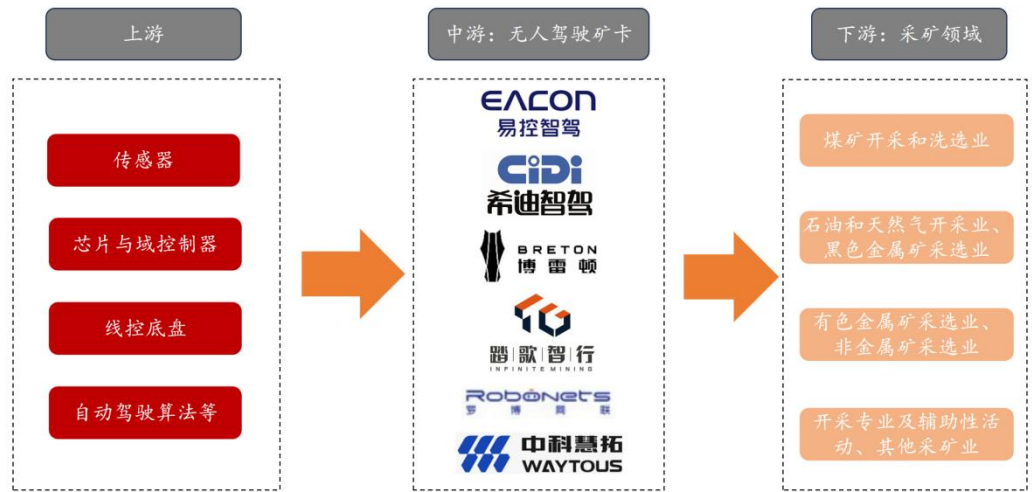 上游
传感器
芯片与域控制器
线控底盘
自动驾驶算法等
中游：无人驾驶矿卡
EACON
易控智驾
CiDi
希迪智驾
BRETON
博雷顿
TG
踏歌智行
INFINITE MINING
RobôNets
罗博网联
中科慧拓
WAYTOUS
下游：采矿领域
煤矿开采和洗选业
石油和天然气开采业、
黑色金属矿采选业
有色金属矿采选业、
非金属矿采选业
开采专业及辅助性活
动、其他采矿业